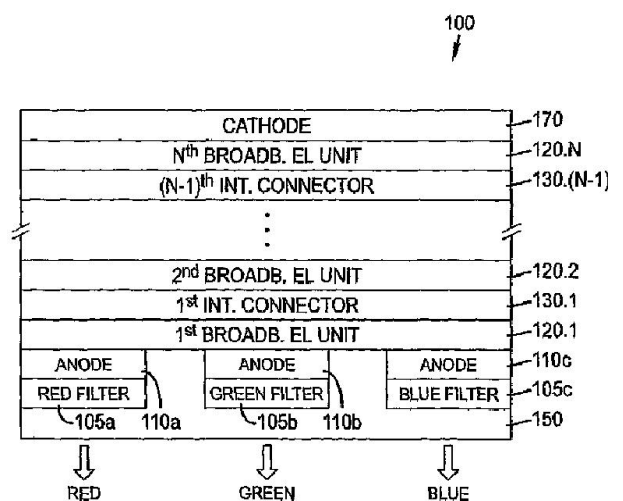 100
CATHODE 170
Nth BROADB. EL UNIT 120.N
(N-1)th INT. CONNECTOR 130.(N-1)
2nd BROADB. EL UNIT 120.2
1st INT. CONNECTOR 130.1
1st BROADB. EL UNIT 120.1
ANODE ANODE ANODE 110c
RED FILTER GREEN FILTER BLUE FILTER 105c
105a 110a 105b 110b 150
RED GREEN BLUE